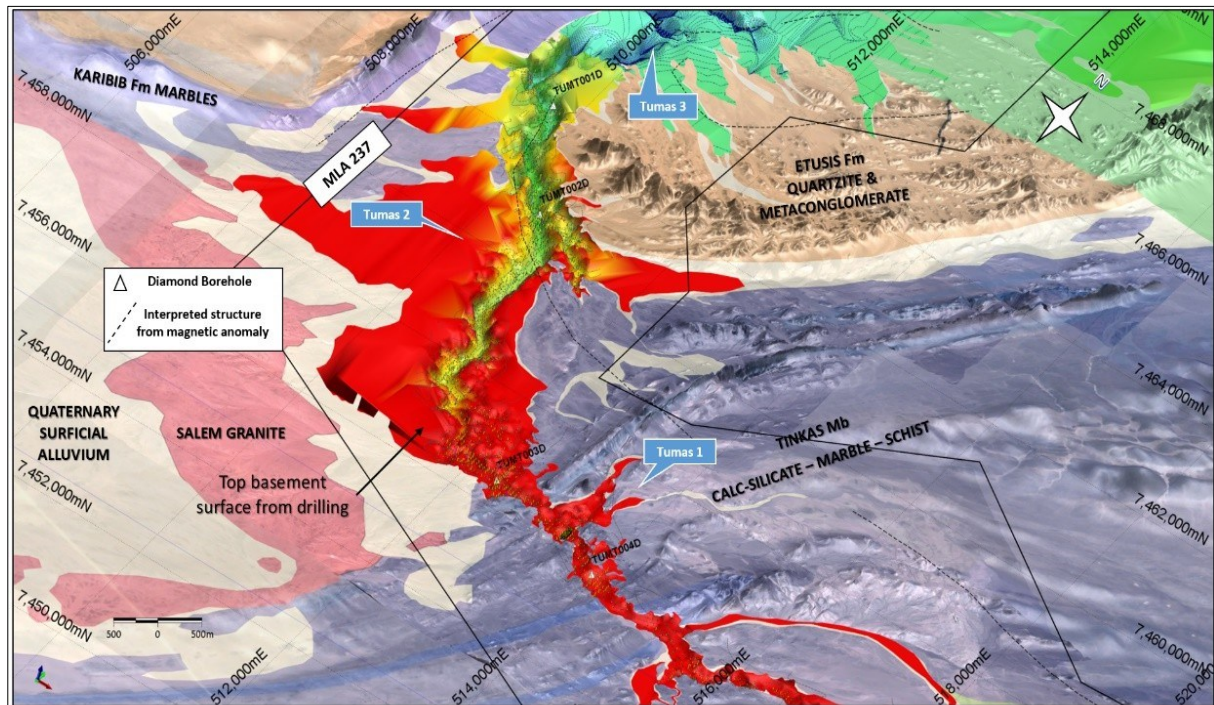 506,000mE
508,000mE
510,000mE
512,000mE
514,000mE
N
7,458,000mN
KARIBIB Fm MARBLES
TUMT001D
Tumas 3
7,468,000mN
MLA 237
ETUSIS Fm
QUARTZITE &
METACONGLOMERATE
7,456,000mN
TUMT002D
Tumas 2
7,466,000mN
Diamond Borehole
Interpreted structure
from magnetic anomaly
7,454,000mN
7,464,000mN
QUATERNARY
SURFICIAL
ALLUVIUM
SALEM GRANITE
TUMT003D
Tumas 1
TINKAS Mb
CALC-SILICATE – MARBLE – SCHIST
Top basement
surface from drilling
7,452,000mN
7,462,000mN
TUMT004D
7,450,000mN
500 0 500m
7,460,000mN
512,000mE
514,000mE
516,000mE
518,000mE